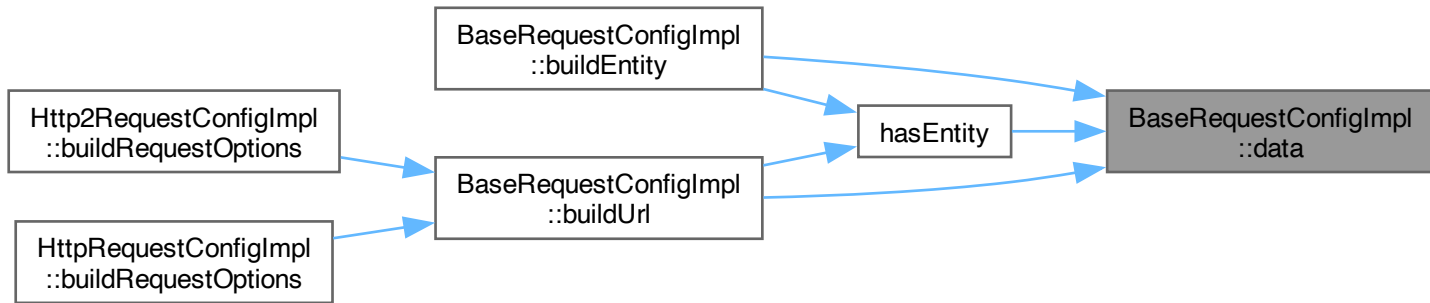 BaseRequestConfigImpl
::buildEntity
Http2RequestConfigImpl
::buildRequestOptions
hasEntity
BaseRequestConfigImpl
::data
BaseRequestConfigImpl
::buildUrl
HttpRequestConfigImpl
::buildRequestOptions